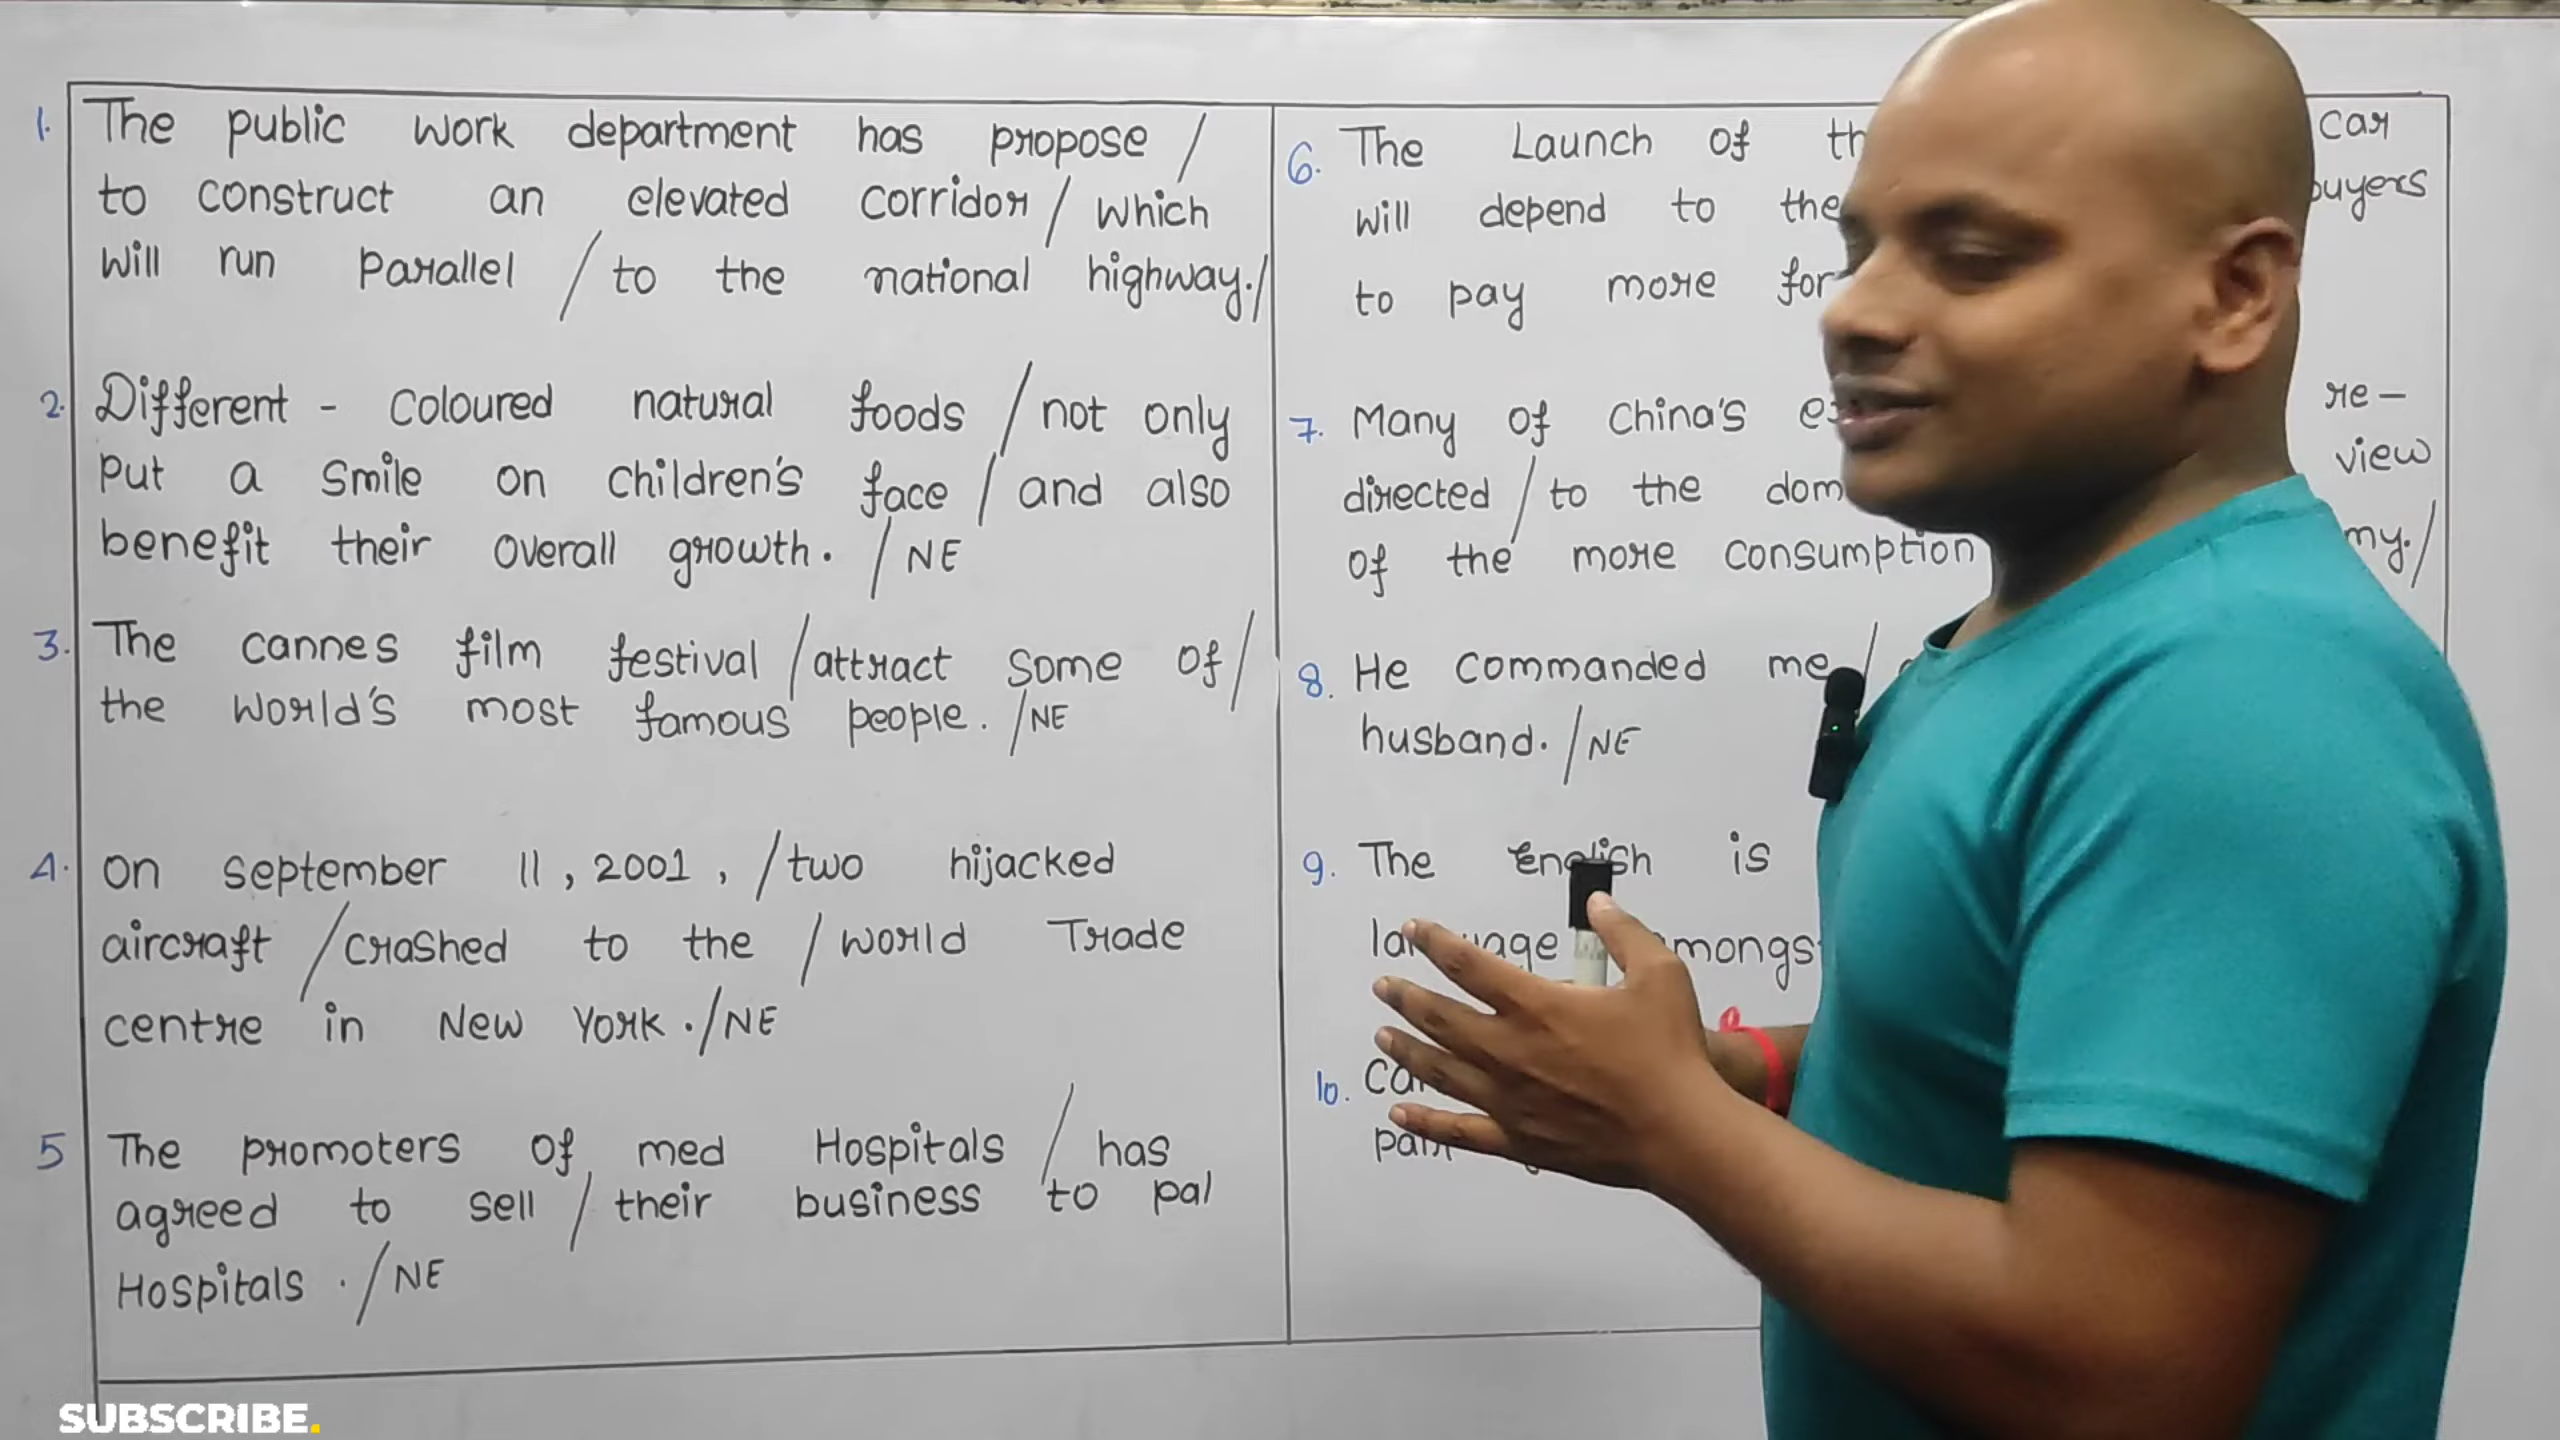 1. The public work department has propose /
to construct an elevated corridor / which
will run parallel / to the national highway. /
2. Different - coloured natural foods / not only
put a smile on children's face / and also
benefit their overall growth. / NE
3. The cannes film festival / attract some of /
the world's most famous people. / NE
4. on september 11, 2001, / two hijacked
aircraft / crashed to the / world Trade
centre in New York. / NE
5 The promoters of med Hospitals / has
agreed to sell / their business to pal
Hospitals. / NE
6. The Launch of car
will depend to the buyers
to pay more for
7. Many of China's re-
directed / to the view
of the more consumption
8. He commanded me /
husband. / NE
9. The English is
10.
SUBSCRIBE.